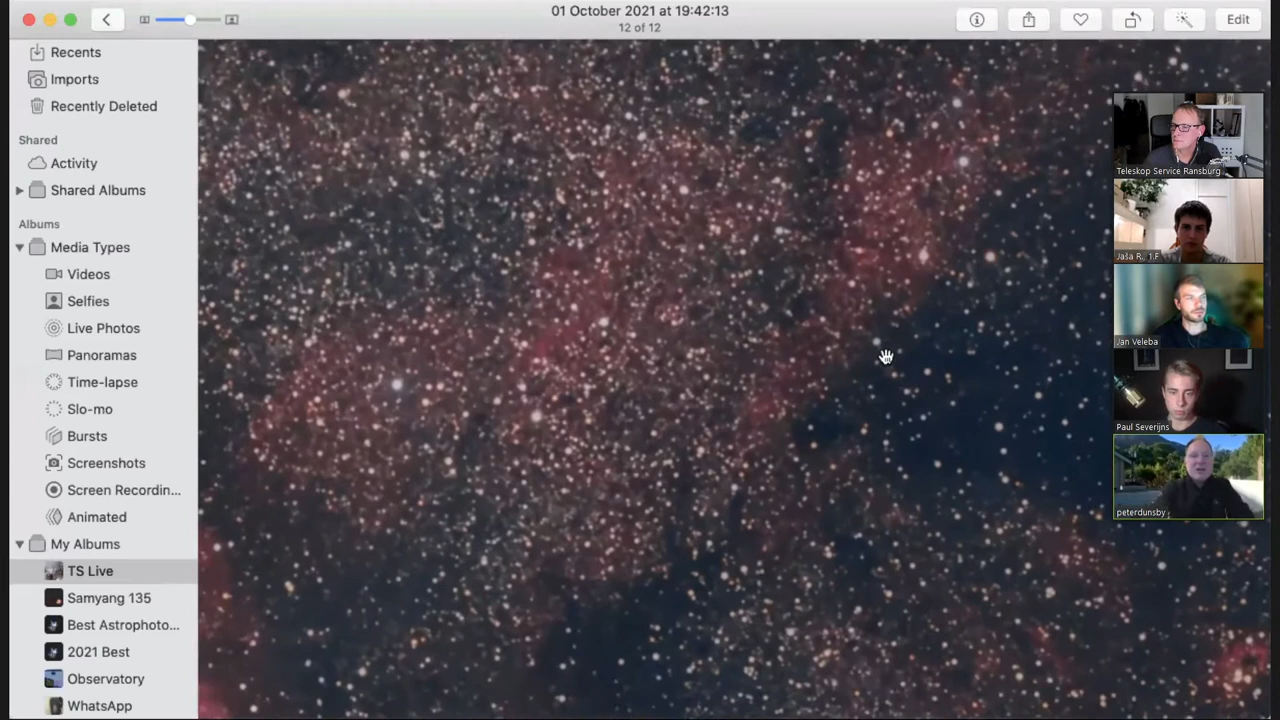 01 October 2021 at 19:42:13
12 of 12
Edit
Recents
Imports
Recently Deleted
Shared
Activity
Shared Albums
Albums
Media Types
Videos
Selfies
Live Photos
Panoramas
Time-lapse
Slo-mo
Bursts
Screenshots
Screen Recordin...
Animated
My Albums
TS Live
Samyang 135
Best Astrophoto...
2021 Best
Observatory
WhatsApp
Teleskop Service Ransburg
Jaša R., 1.F
Jan Veleba
Paul Severijns
peterdunsby